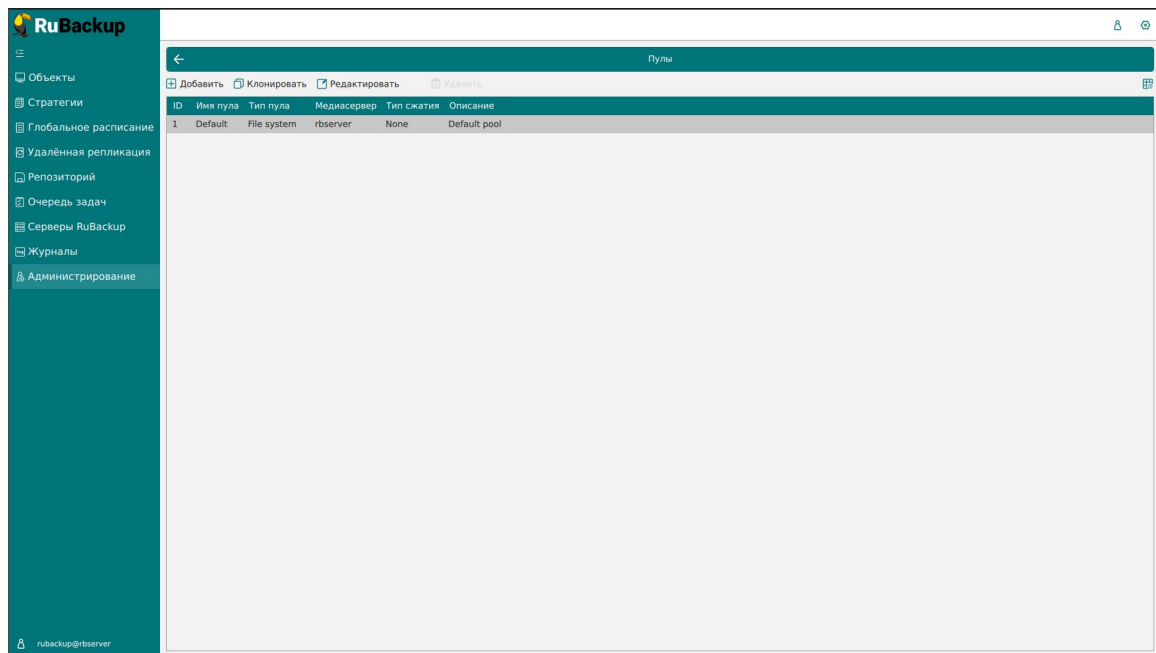 RuBackup
Объекты
Стратегии
Глобальное расписание
Удалённая репликация
Репозиторий
Очередь задач
Серверы RuBackup
Журналы
Администрирование
rubackup@rbserver
Пулы
Добавить Клонировать Редактировать Удалить
ID Имя пула Тип пула Медиасервер Тип сжатия Описание
1 Default File system rbserver None Default pool